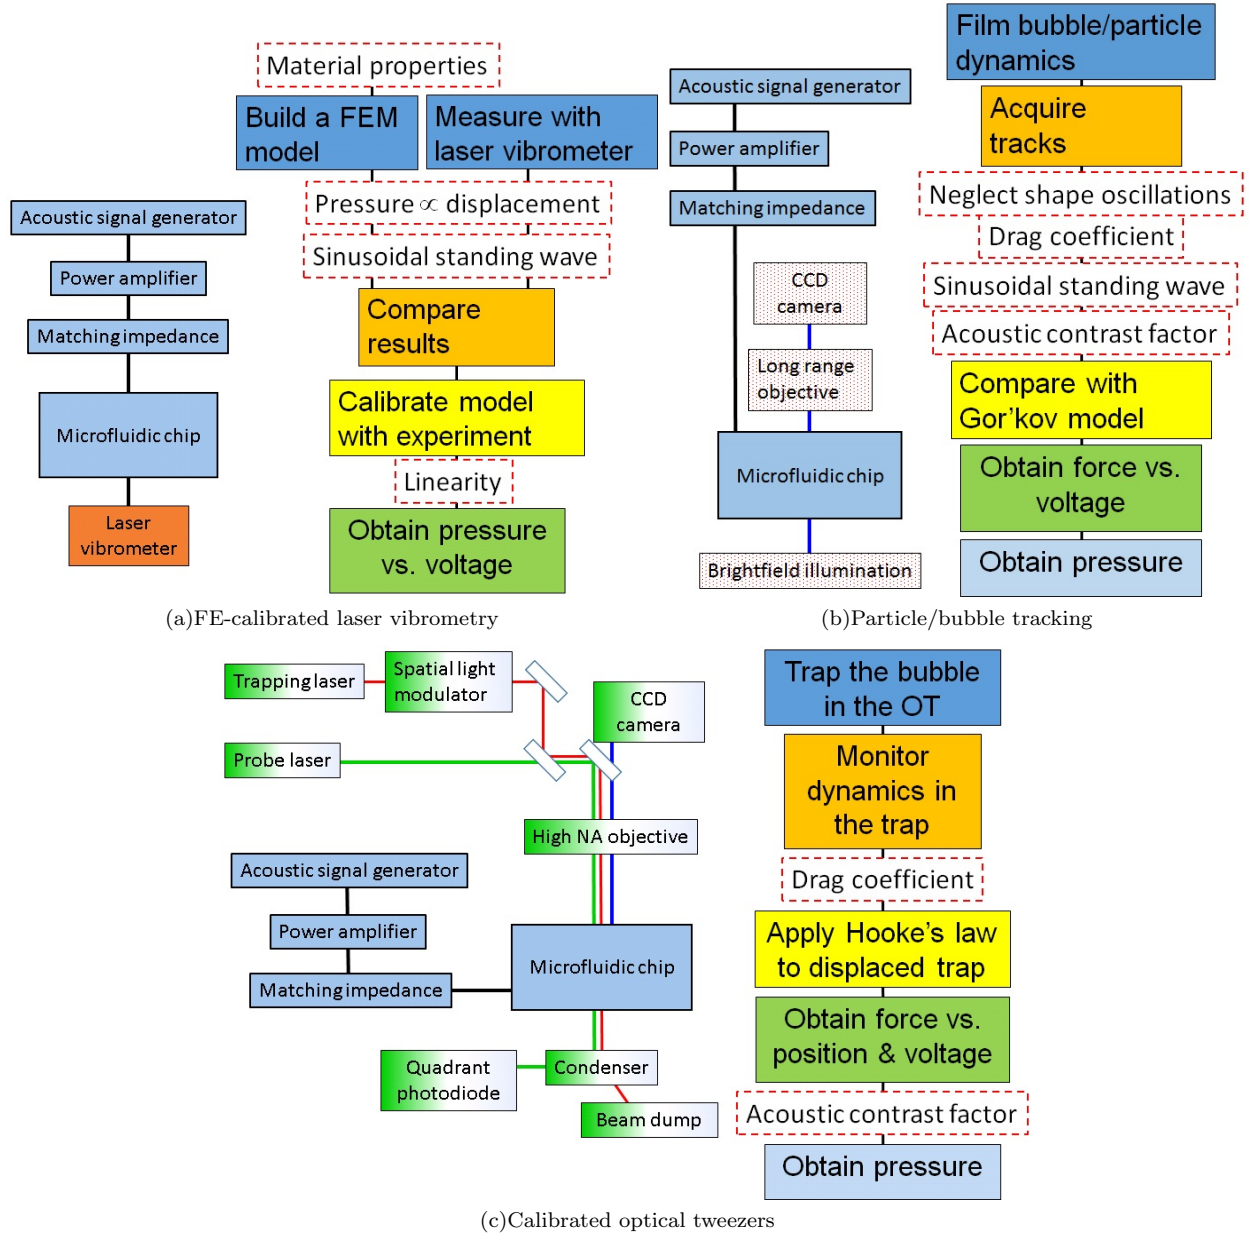 Material properties
Build a FEM
model
Measure with
laser vibrometer
Pressure ∝ displacement
Sinusoidal standing wave
Compare
results
Calibrate model
with experiment
Linearity
Obtain pressure
vs. voltage
Acoustic signal generator
Power amplifier
Matching impedance
Microfluidic chip
Laser
vibrometer
(a)FE-calibrated laser vibrometry
Acoustic signal generator
Power amplifier
Matching impedance
CCD
camera
Long range
objective
Microfluidic chip
Brightfield illumination
Film bubble/particle
dynamics
Acquire
tracks
Neglect shape oscillations
Drag coefficient
Sinusoidal standing wave
Acoustic contrast factor
Compare with
Gor'kov model
Obtain force vs.
voltage
Obtain pressure
(b)Particle/bubble tracking
Trapping laser
Spatial light
modulator
CCD
camera
Probe laser
High NA objective
Acoustic signal generator
Power amplifier
Matching impedance
Microfluidic chip
Quadrant
photodiode
Condenser
Beam dump
Trap the bubble
in the OT
Monitor
dynamics in
the trap
Drag coefficient
Apply Hooke's law
to displaced trap
Obtain force vs.
position & voltage
Acoustic contrast factor
Obtain pressure
(c)Calibrated optical tweezers